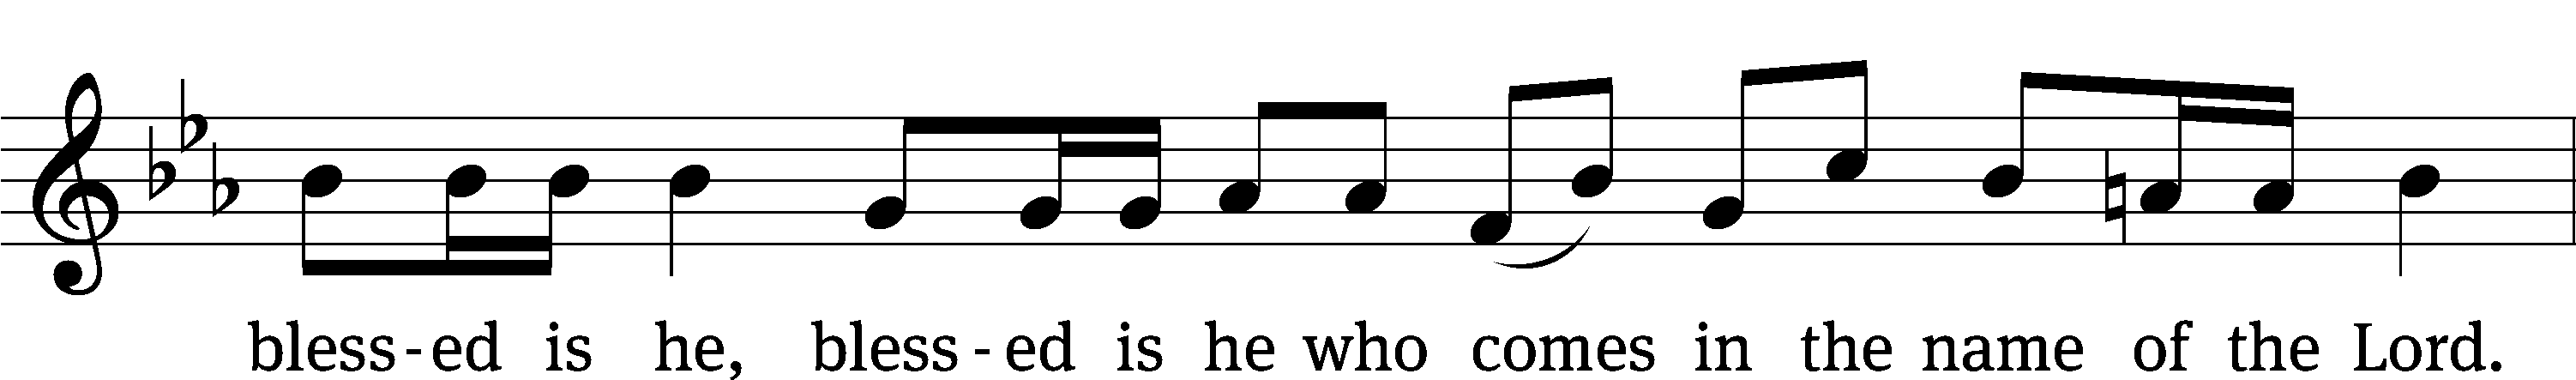 bless-ed is he, bless-ed is he who comes in the name of the Lord.